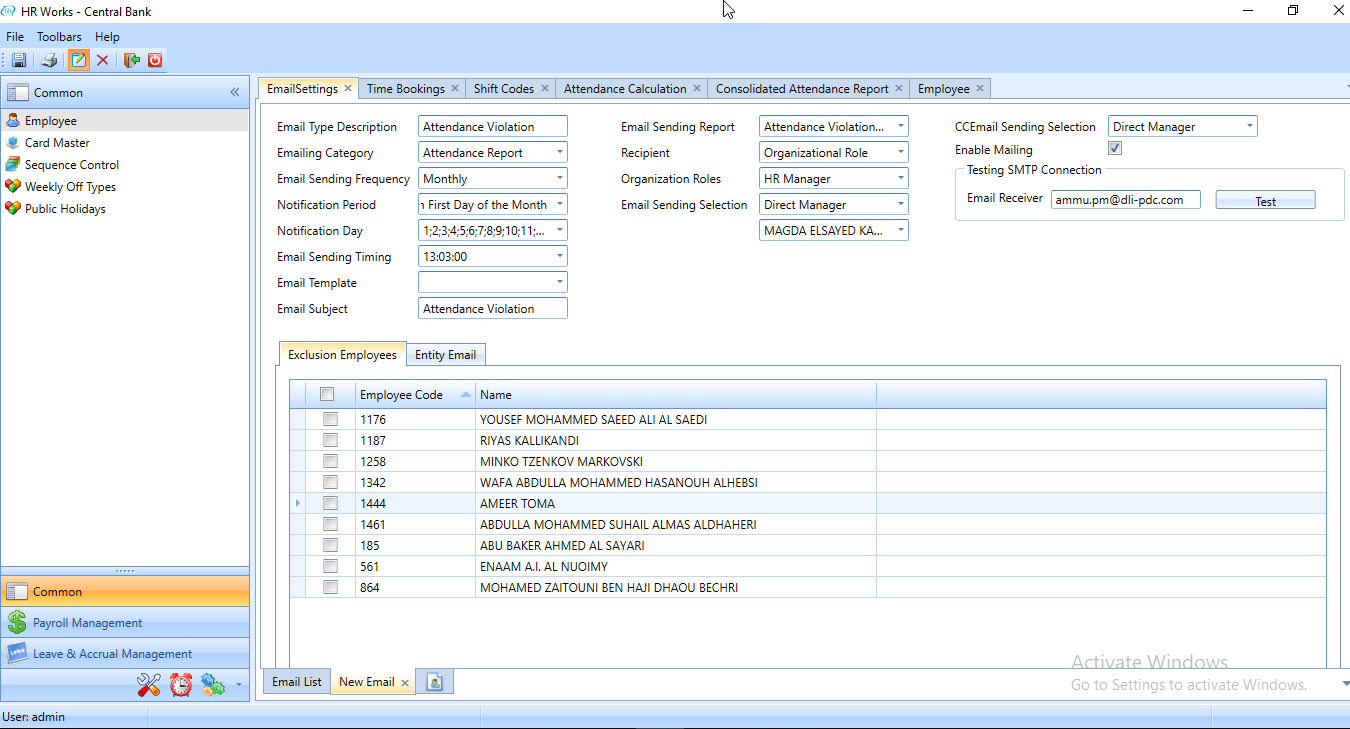 HR Works - Central Bank
File Toolbars Help
Common
Employee
Card Master
Sequence Control
Weekly Off Types
Public Holidays
Common
Payroll Management
Leave & Accrual Management
User: admin
EmailSettings Time Bookings Shift Codes Attendance Calculation Consolidated Attendance Report Employee
Email Type Description Attendance Violation
Emailing Category Attendance Report
Email Sending Frequency Monthly
Notification Period First Day of the Month
Notification Day 1;2;3;4;5;6;7;8;9;10;11;...
Email Sending Timing 13:03:00
Email Template
Email Subject Attendance Violation
Email Sending Report Attendance Violation...
Recipient Organizational Role
Organization Roles HR Manager
Email Sending Selection Direct Manager
MAGDA ELSAYED KA...
CCEmail Sending Selection Direct Manager
Enable Mailing
Testing SMTP Connection
Email Receiver ammu.pm@dli-pdc.com Test
Exclusion Employees Entity Email
Employee Code Name
1176 YOUSEF MOHAMMED SAEED ALI AL SAEDI
1187 RIYAS KALLIKANDI
1258 MINKO TZENKOV MARKOVSKI
1342 WAFA ABDULLA MOHAMMED HASANOUH ALHEBSI
1444 AMEER TOMA
1461 ABDULLA MOHAMMED SUHAIL ALMAS ALDHAHERI
185 ABU BAKER AHMED AL SAYARI
561 ENAAM A.I. AL NUOIMY
864 MOHAMED ZAITOUNI BEN HAJI DHAOU BECHRI
Email List New Email
Activate Windows
Go to Settings to activate Windows.